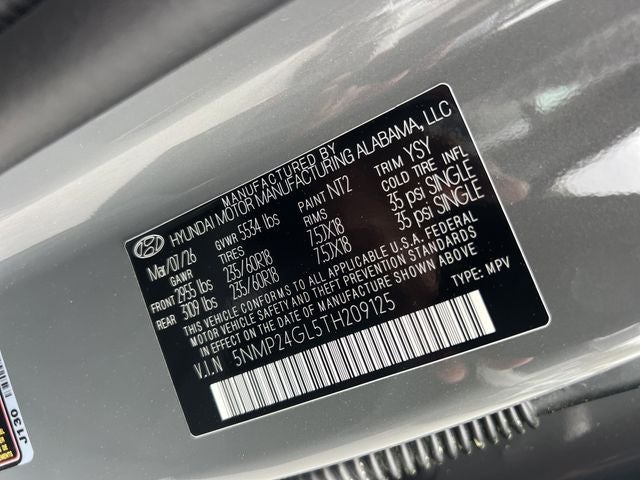 MANUFACTURED BY
HYUNDAI MOTOR MANUFACTURING ALABAMA, LLC
Mar/07/26 GVWR 5534 lbs PAINT NT2 TRIM YSY
GAWR TIRES RIMS COLD TIRE INFL
FRONT 2955 lbs 235/60R18 7.5JX18 35 psi SINGLE
REAR 3109 lbs 235/60R18 7.5JX18 35 psi SINGLE
THIS VEHICLE CONFORMS TO ALL APPLICABLE U.S.A. FEDERAL
MOTOR VEHICLE SAFETY AND THEFT PREVENTION STANDARDS
IN EFFECT ON THE DATE OF MANUFACTURE SHOWN ABOVE
V.I.N 5NMP24GL5TH209125 TYPE: MPV
J130